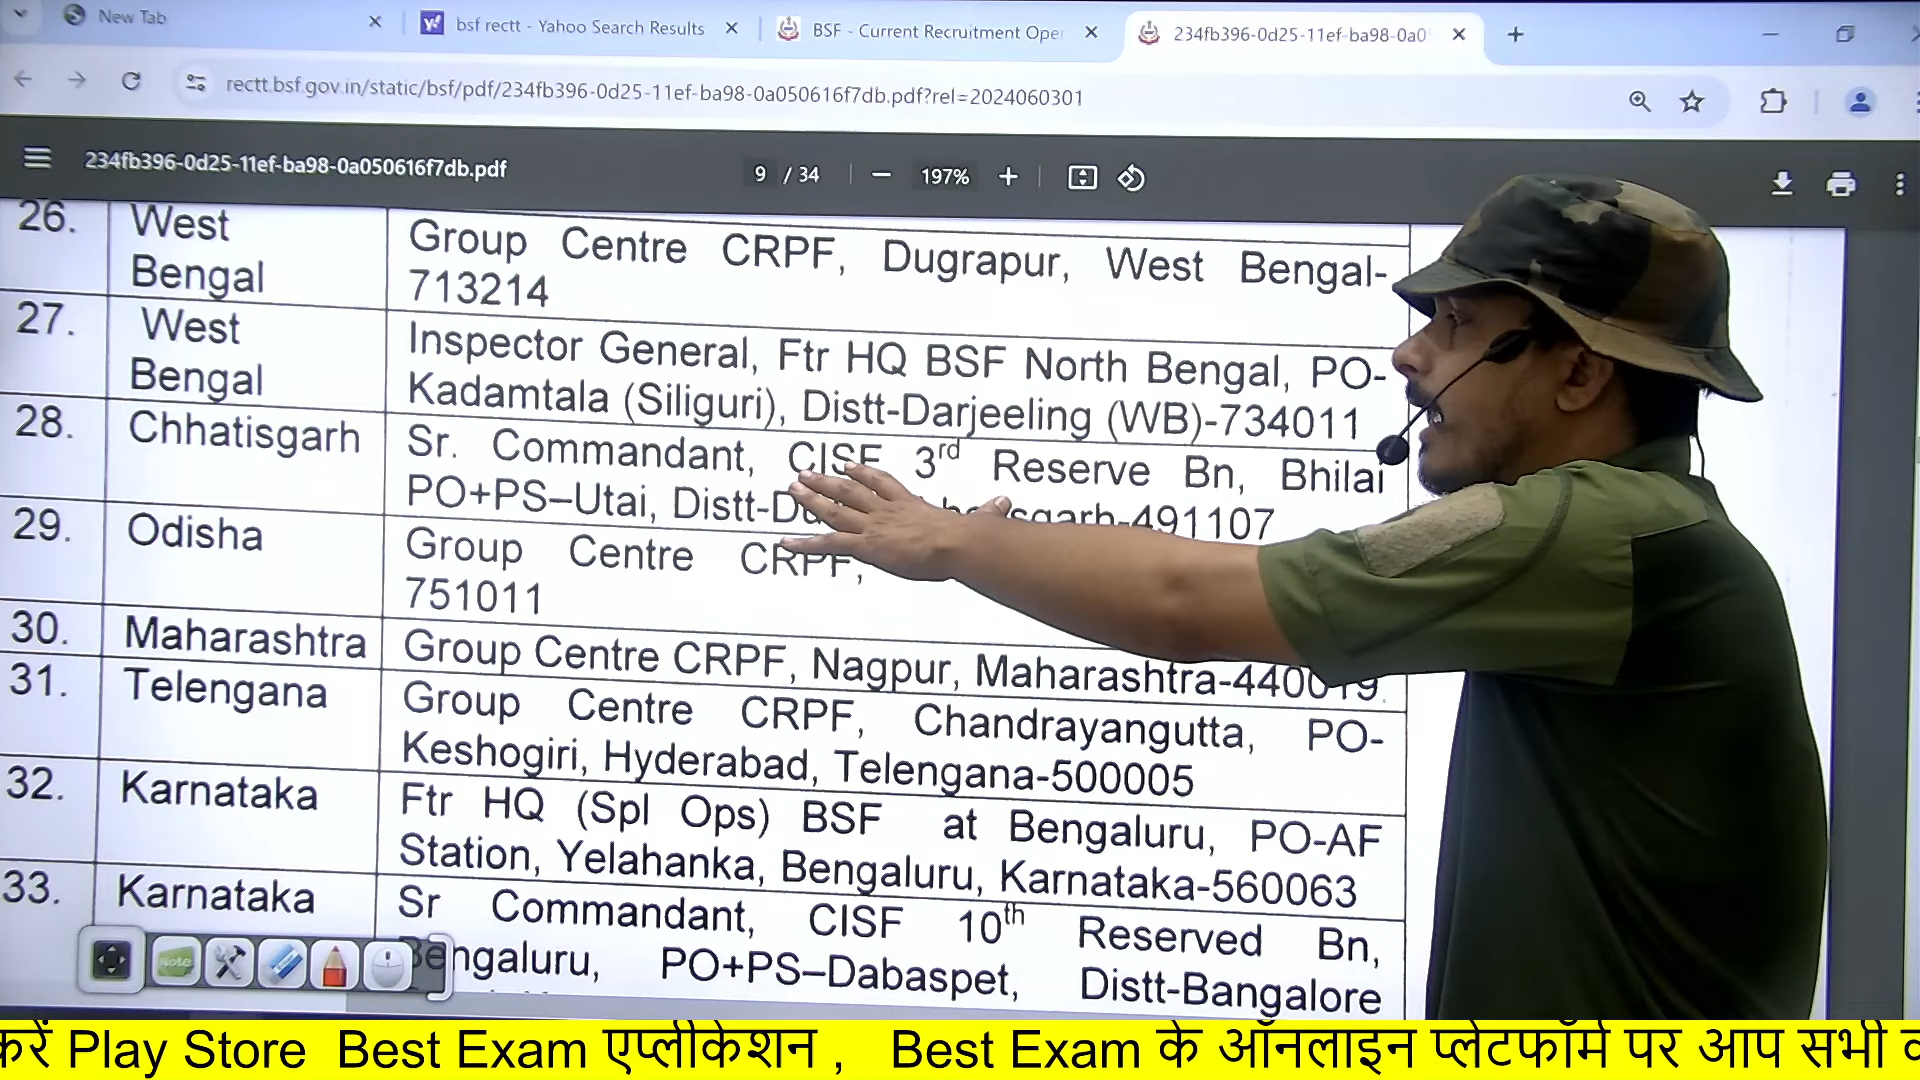 New Tab
bsf rectt - Yahoo Search Results
BSF - Current Recruitment Oper
234fb396-0d25-11ef-ba98-0a0
rectt.bsf.gov.in/static/bsf/pdf/234fb396-0d25-11ef-ba98-0a050616f7db.pdf?rel=2024060301
234fb396-0d25-11ef-ba98-0a050616f7db.pdf
9 / 34
197%
26. West Bengal Group Centre CRPF, Dugrapur, West Bengal-
713214
27. West Bengal Inspector General, Ftr HQ BSF North Bengal, PO-
Kadamtala (Siliguri), Distt-Darjeeling (WB)-734011
28. Chhatisgarh Sr. Commandant, CISF 3rd Reserve Bn, Bhilai
PO+PS–Utai, Distt-
491107
29. Odisha Group Centre CRPF,
751011
30. Maharashtra Group Centre CRPF, Nagpur, Maharashtra-440019.
31. Telengana Group Centre CRPF, Chandrayangutta, PO-
Keshogiri, Hyderabad, Telengana-500005
32. Karnataka Ftr HQ (Spl Ops) BSF at Bengaluru, PO-AF
Station, Yelahanka, Bengaluru, Karnataka-560063
33. Karnataka Sr Commandant, CISF 10th Reserved Bn,
Bengaluru, PO+PS–Dabaspet, Distt-Bangalore
Note
करें Play Store Best Exam एप्लीकेशन , Best Exam के ऑनलाइन प्लेटफॉर्म पर आप सभी